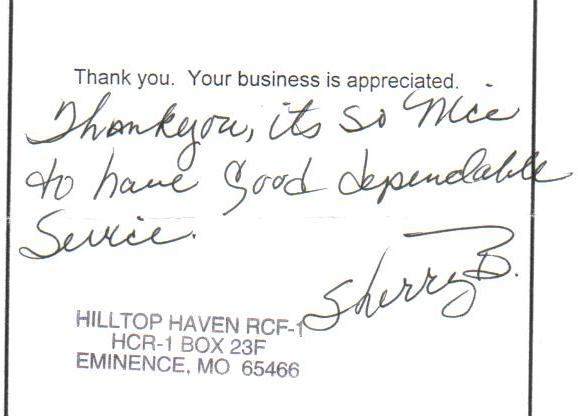 Thank you. Your business is appreciated.
Thankyou, its so nice
to have good dependable
Service.
Sherry B.
HILLTOP HAVEN RCF-1
HCR-1 BOX 23F
EMINENCE, MO 65466